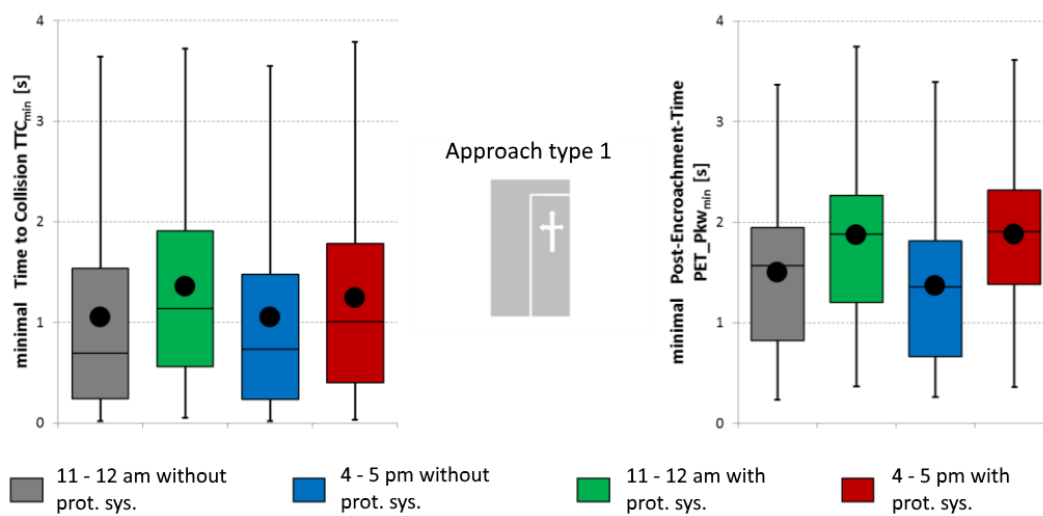 minimal Time to Collision TTCmin [s]
4
3
2
1
0
Approach type 1
minimal Post-Encroachment-Time
PET_Pkwmin [s]
4
3
2
1
0
11 - 12 am without
prot. sys.
4 - 5 pm without
prot. sys.
11 - 12 am with
prot. sys.
4 - 5 pm with
prot. sys.